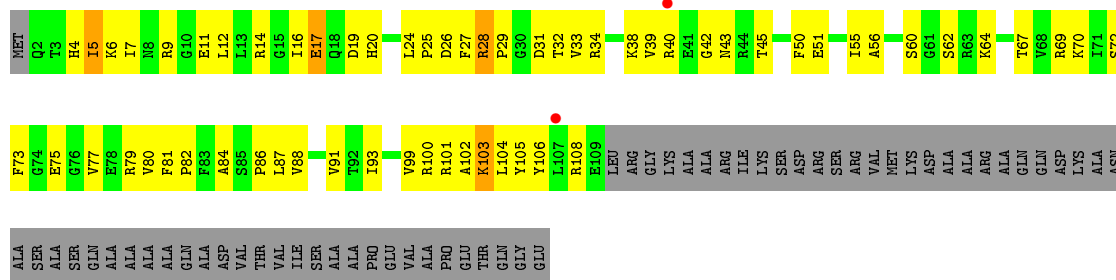 MET Q2 T3 H4 I5 K6 I7 N8 R9 G10 E11 L12 L13 R14 G15 I16 E17 Q18 D19 H20 L24 P25 D26 F27 R28 P29 G30 D31 T32 V33 R34 K38 V39 R40 E41 G42 N43 R44 T45 F50 E51 I55 A56 S60 G61 S62 R63 K64 T67 V68 R69 K70 I71 S72
F73 G74 E75 G76 V77 E78 R79 V80 F81 P82 F83 A84 S85 P86 L87 V88 V91 T92 I93 V99 R100 R101 A102 K103 L104 Y105 Y106 L107 R108 E109 LEU ARG GLY LYS ALA ALA ARG ILE LYS SER ASP ARG SER ARG VAL MET LYS ASP ALA ALA ARG ALA GLN GLN ASP LYS ALA ASN
ALA SER ALA SER GLN ALA ALA ALA ALA GLN ALA ASP VAL THR VAL ILE SER ALA ALA PRO GLU VAL ALA PRO GLU THR GLN GLY GLU